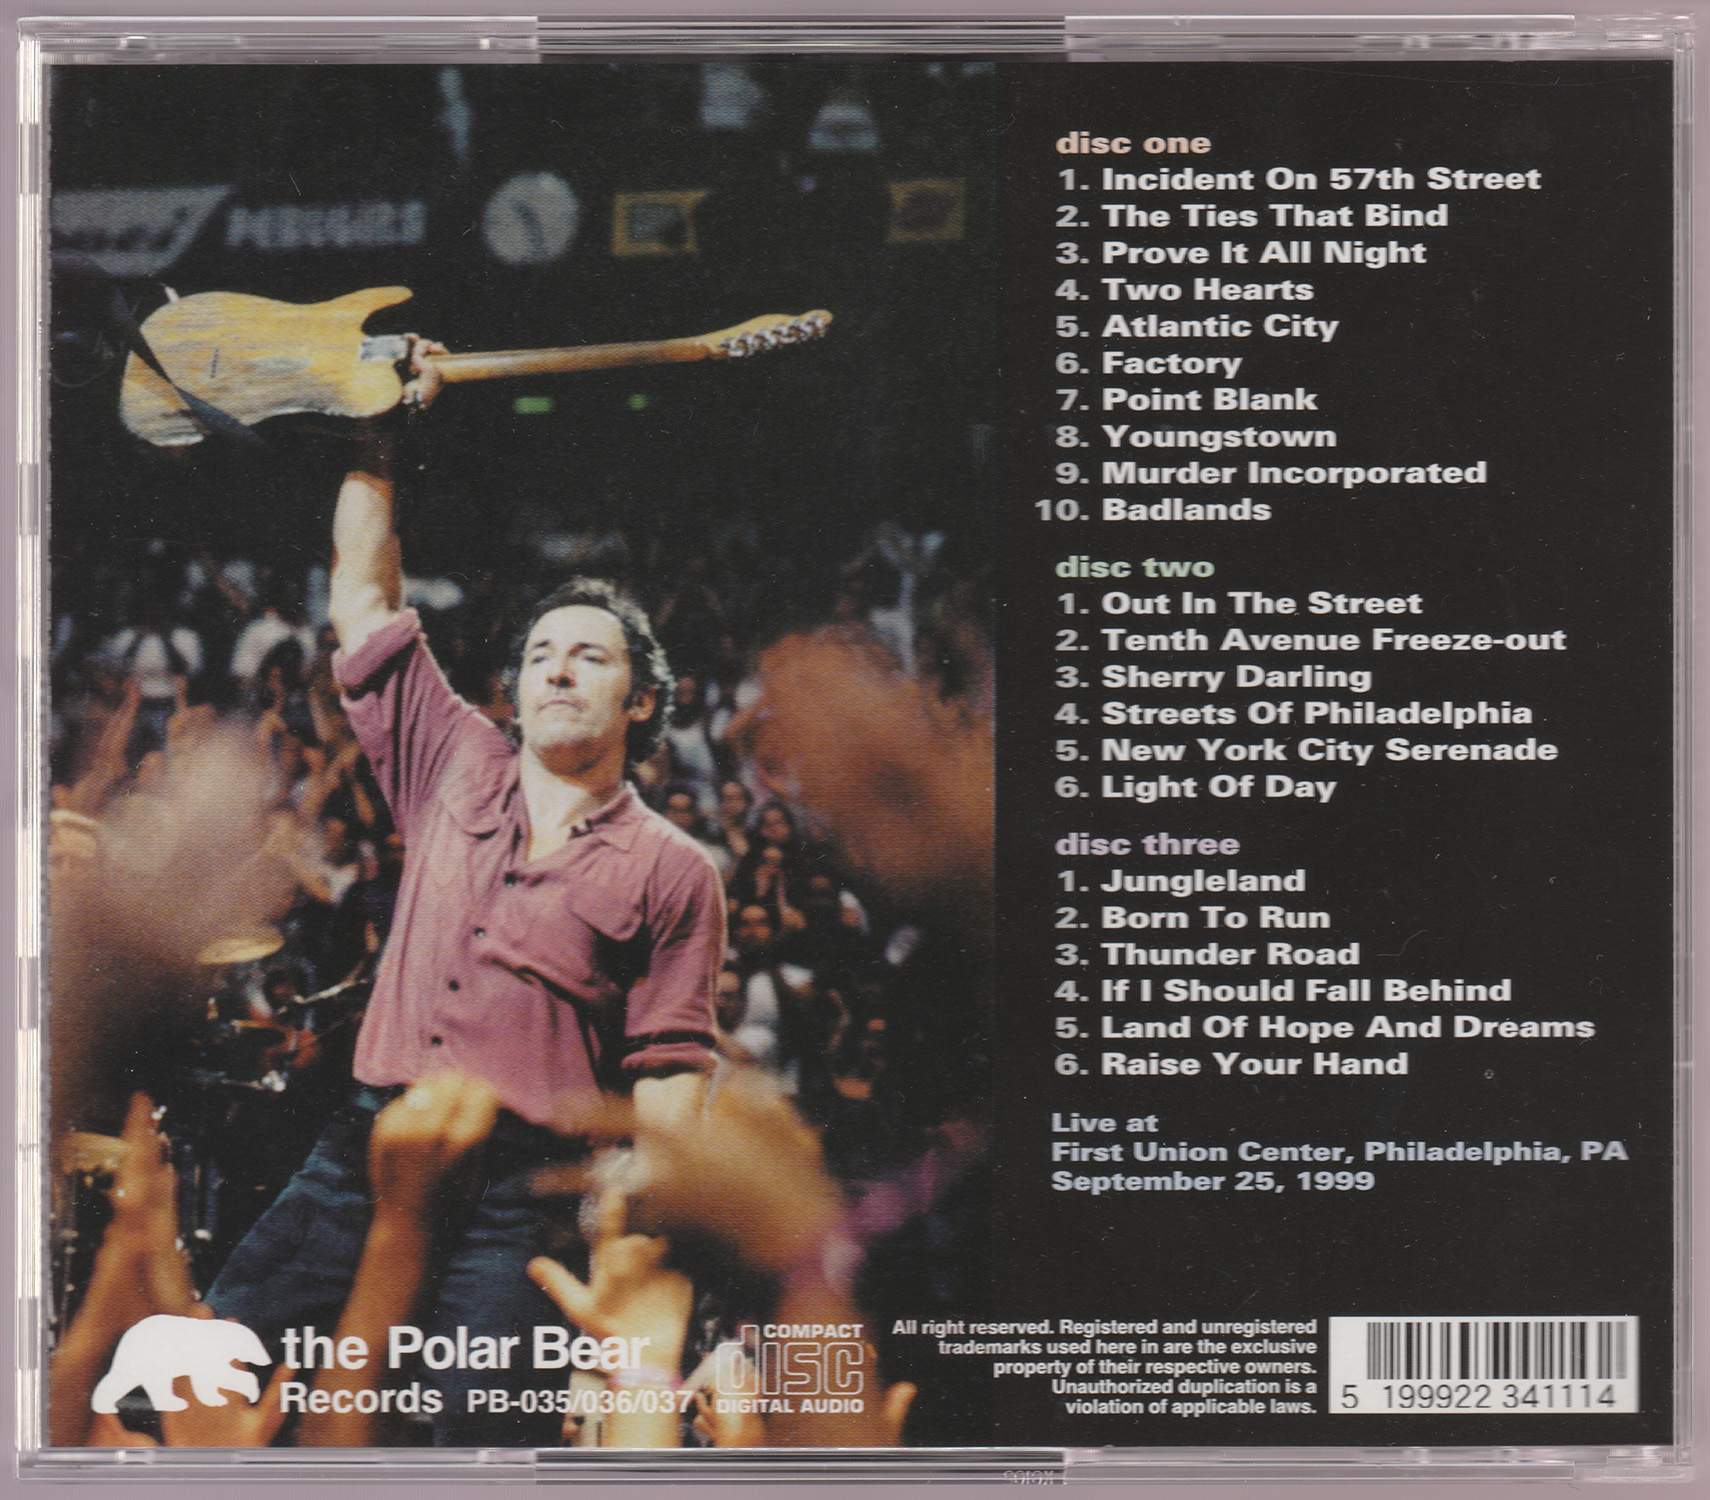 disc one
1. Incident On 57th Street
2. The Ties That Bind
3. Prove It All Night
4. Two Hearts
5. Atlantic City
6. Factory
7. Point Blank
8. Youngstown
9. Murder Incorporated
10. Badlands
disc two
1. Out In The Street
2. Tenth Avenue Freeze-out
3. Sherry Darling
4. Streets Of Philadelphia
5. New York City Serenade
6. Light Of Day
disc three
1. Jungleland
2. Born To Run
3. Thunder Road
4. If I Should Fall Behind
5. Land Of Hope And Dreams
6. Raise Your Hand
Live at
First Union Center, Philadelphia, PA
September 25, 1999
the Polar Bear
Records PB-035/036/037
COMPACT
disc
DIGITAL AUDIO
All right reserved. Registered and unregistered
trademarks used here in are the exclusive
property of their respective owners.
Unauthorized duplication is a
violation of applicable laws.
5 199922 341114